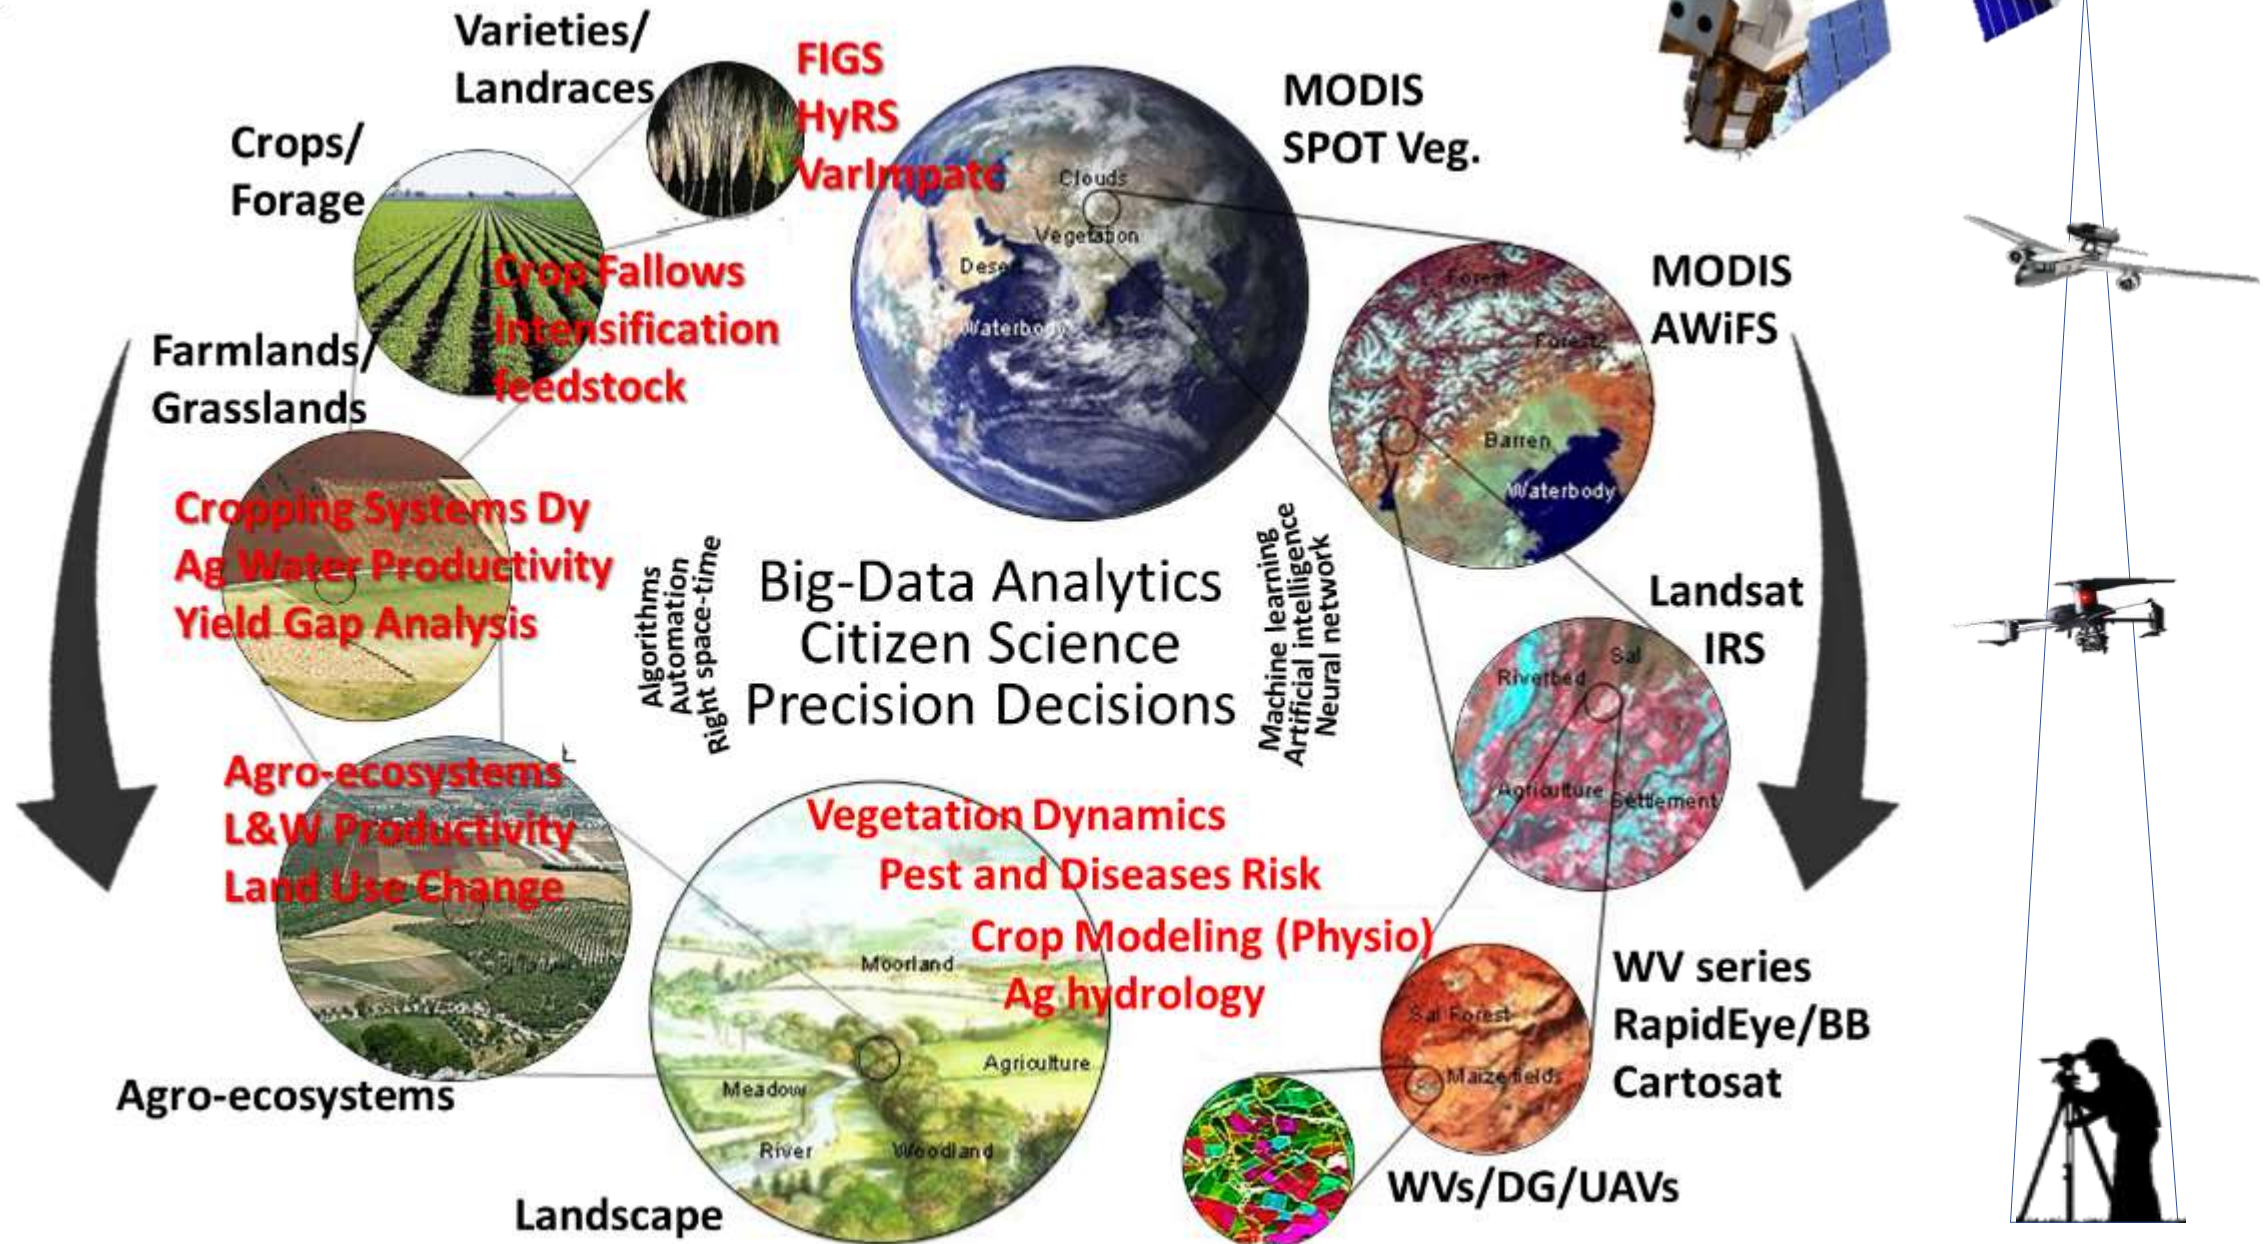 Varieties/
Landraces
FIGS
HyRS
VarImpatc
Crops/
Forage
Crop Fallows
Intensification
feedstock
Farmlands/
Grasslands
Cropping Systems Dy
Ag Water Productivity
Yield Gap Analysis
Agro-ecosystems
L&W Productivity
Land Use Change
Agro-ecosystems
Landscape
Clouds
Vegetation
Desert
Waterbody
MODIS
SPOT Veg.
Forest
Forest2
Barren
Waterbody
MODIS
AWiFS
Algorithms
Automation
Right space-time
Big-Data Analytics
Citizen Science
Precision Decisions
Machine learning
Artificial intelligence
Neural network
Landsat
IRS
Sal
Riverbed
Agriculture
Settlement
Vegetation Dynamics
Pest and Diseases Risk
Crop Modeling (Physio)
Ag hydrology
Moorland
Agriculture
Meadow
River
Woodland
Sal Forest
Maize fields
WV series
RapidEye/BB
Cartosat
WVs/DG/UAVs